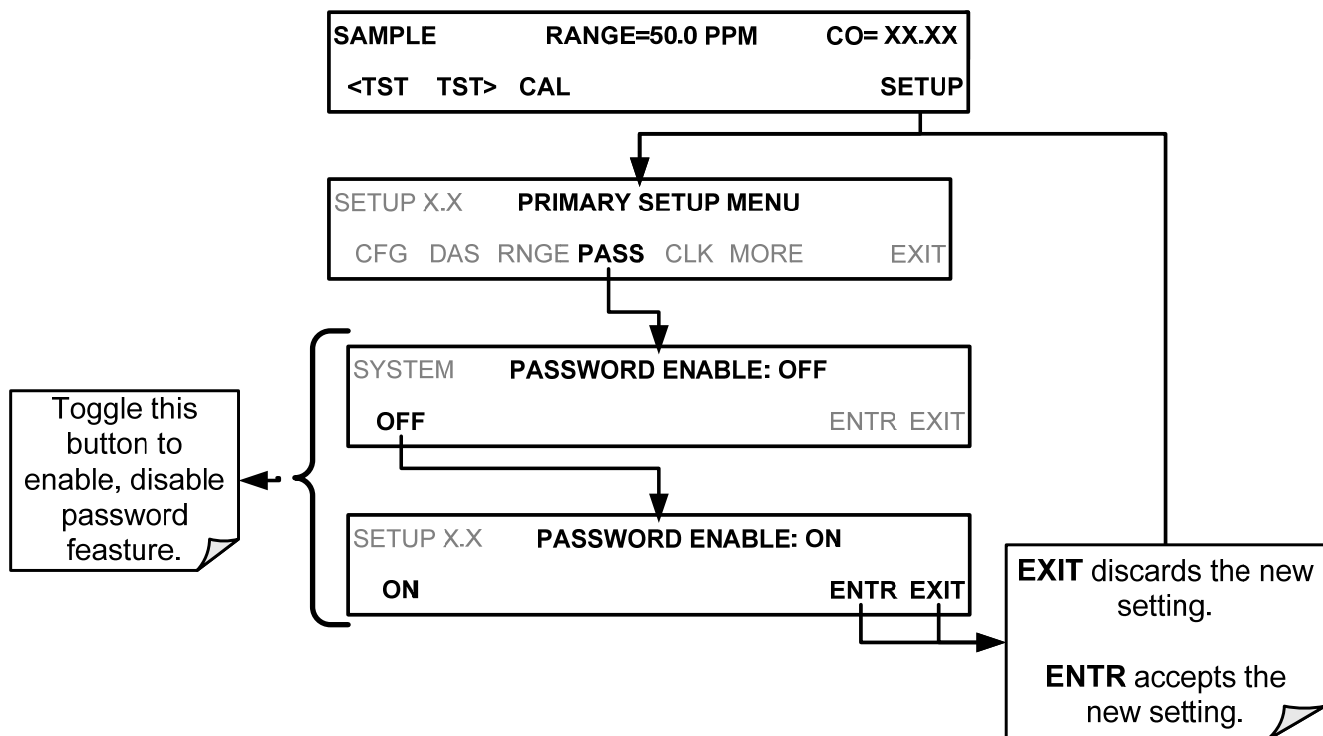 SAMPLE RANGE=50.0 PPM CO= XX.XX
<TST TST> CAL SETUP
SETUP X.X PRIMARY SETUP MENU
CFG DAS RNGE PASS CLK MORE EXIT
SYSTEM PASSWORD ENABLE: OFF
OFF ENTR EXIT
Toggle this
button to
enable, disable
password
feasture.
SETUP X.X PASSWORD ENABLE: ON
ON ENTR EXIT
EXIT discards the new
setting.
ENTR accepts the
new setting.